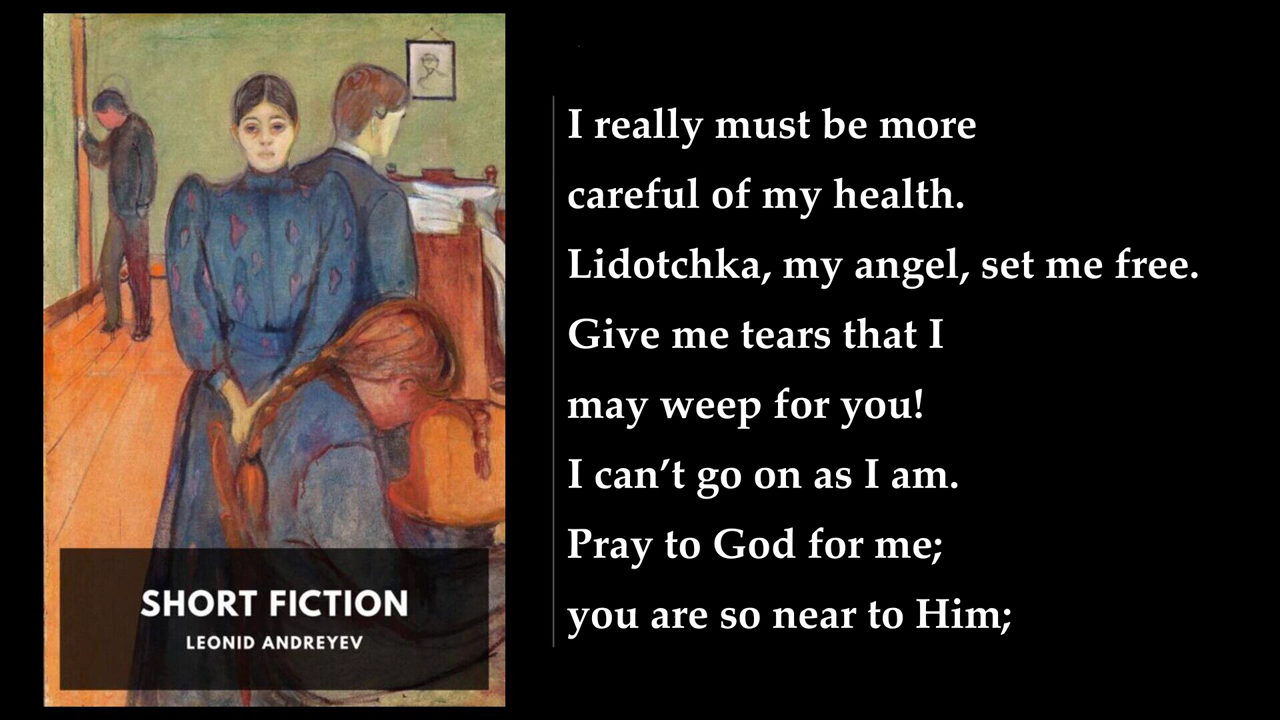 SHORT FICTION
LEONID ANDREYEV
I really must be more
careful of my health.
Lidotchka, my angel, set me free.
Give me tears that I
may weep for you!
I can’t go on as I am.
Pray to God for me;
you are so near to Him;